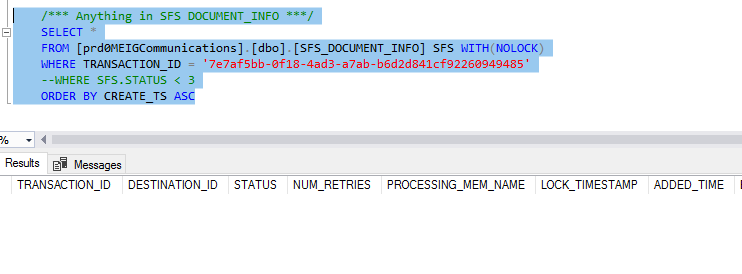 /*** Anything in SFS DOCUMENT_INFO ***/
SELECT *
FROM [prd0MEIGCommunications].[dbo].[SFS_DOCUMENT_INFO] SFS WITH(NOLOCK)
WHERE TRANSACTION_ID = '7e7af5bb-0f18-4ad3-a7ab-b6d2d841cf92260949485'
--WHERE SFS.STATUS < 3
ORDER BY CREATE_TS ASC
%
Results Messages
TRANSACTION_ID DESTINATION_ID STATUS NUM_RETRIES PROCESSING_MEM_NAME LOCK_TIMESTAMP ADDED_TIME